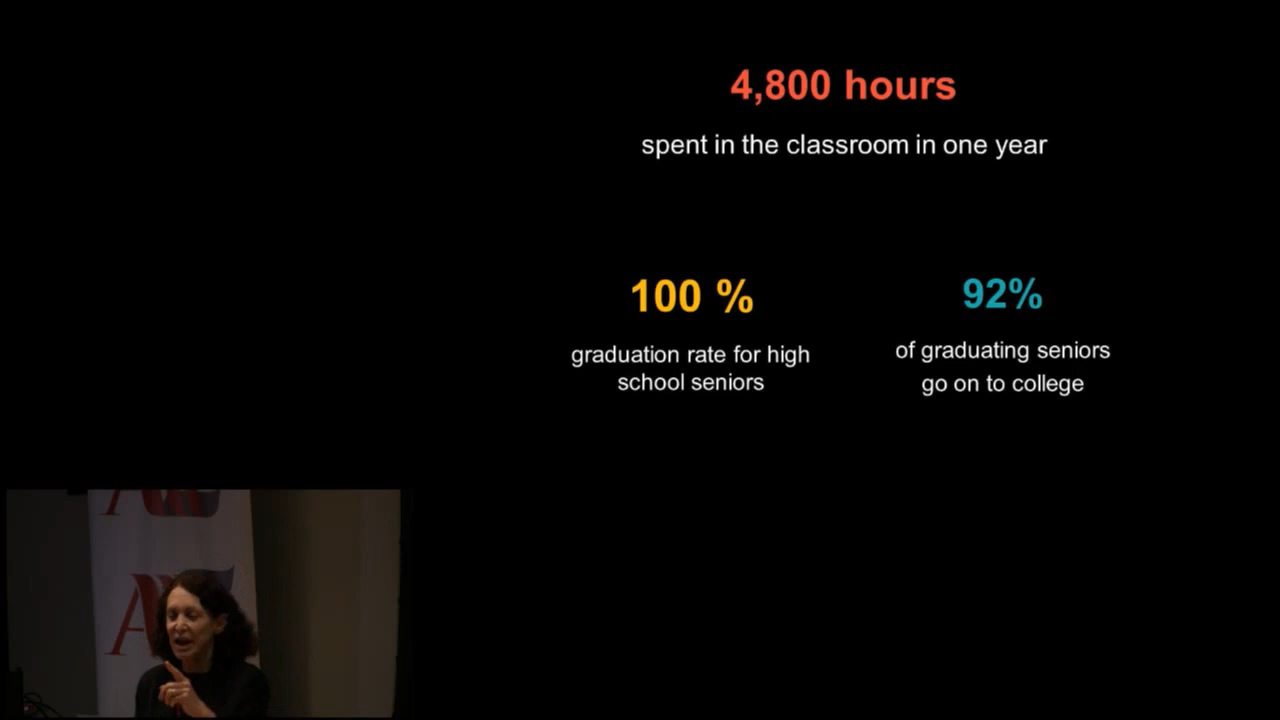 4,800 hours
spent in the classroom in one year
100 %
graduation rate for high
school seniors
92%
of graduating seniors
go on to college